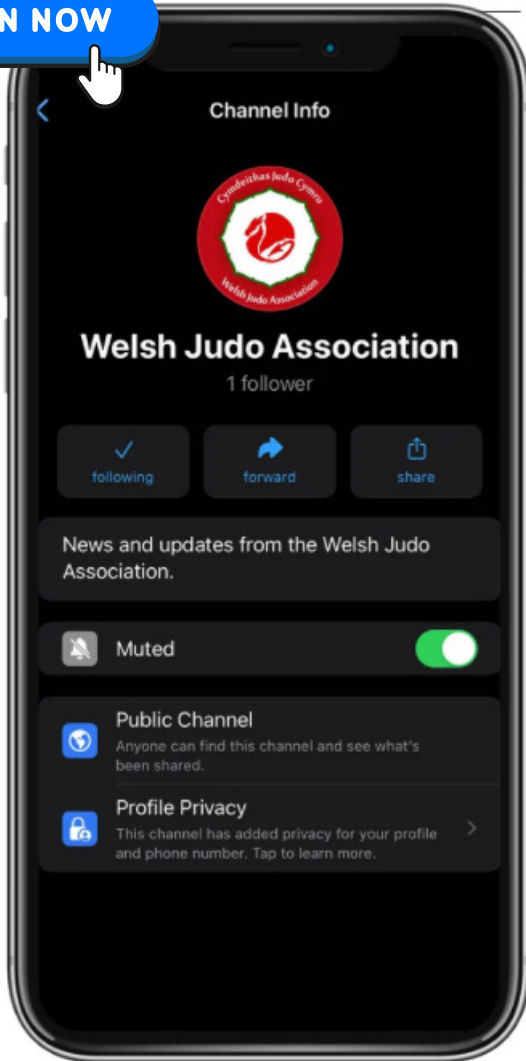 N NOW
Channel Info
Cymdeithas Judo Cymru
Welsh Judo Association
Welsh Judo Association
1 follower
following
forward
share
News and updates from the Welsh Judo
Association.
Muted
Public Channel
Anyone can find this channel and see what's
been shared.
Profile Privacy
This channel has added privacy for your profile
and phone number. Tap to learn more.